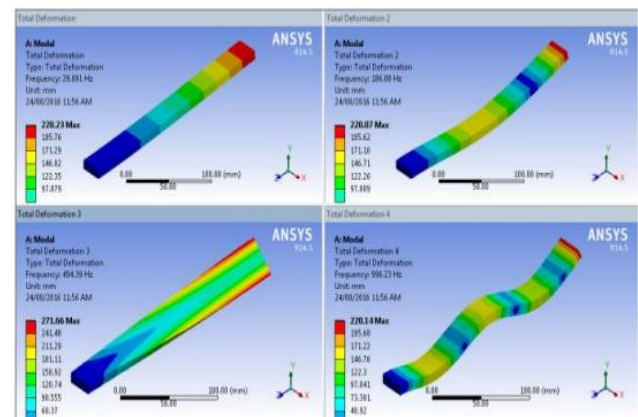 Total Deformation
A: Modal
Total Deformation
Type: Total Deformation
Frequency: 29.891 Hz
Unit: mm
24/08/2016 11:56 AM
220.23 Max
195.76
171.29
146.82
122.35
97.879
ANSYS
R14.5
0.00
100.00 (mm)
50.00
Y
Z
X
Total Deformation 2
A: Modal
Total Deformation 2
Type: Total Deformation
Unit: mm
24/08/2016 11:56 AM
220.07 Max
195.62
171.16
146.71
122.26
97.809
ANSYS
R14.5
0.00
100.00 (mm)
50.00
Y
Z
X
Total Deformation 3
A: Modal
Total Deformation 3
Type: Total Deformation
Frequency: 494.39 Hz
Unit: mm
24/08/2016 11:56 AM
271.66 Max
241.48
211.29
181.11
150.92
120.74
90.555
60.37
ANSYS
R14.5
0.00
100.00 (mm)
50.00
Y
Z
X
Total Deformation 4
A: Modal
Total Deformation 4
Type: Total Deformation
Frequency: 996.23 Hz
Unit: mm
24/08/2016 11:56 AM
220.14 Max
195.68
171.22
146.76
122.3
97.841
73.381
48.92
ANSYS
R14.5
0.00
100.00 (mm)
50.00
Y
Z
X